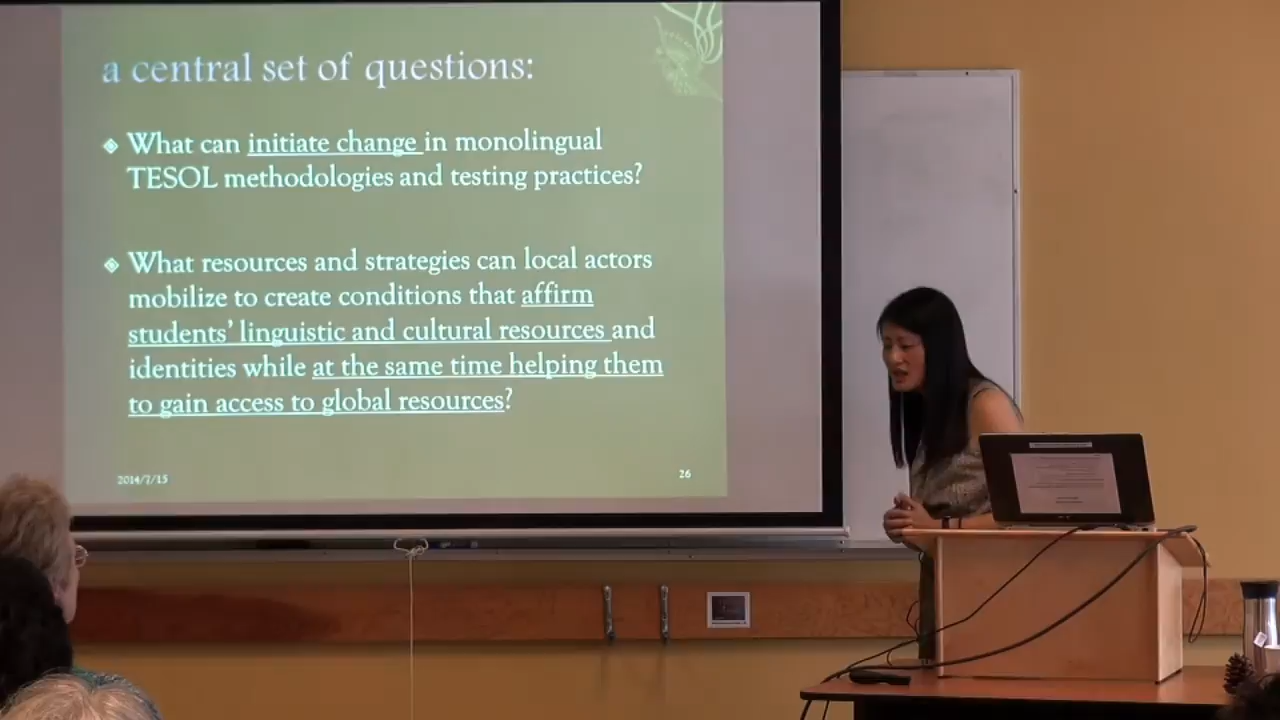 a central set of questions:
What can initiate change in monolingual
TESOL methodologies and testing practices?
What resources and strategies can local actors
mobilize to create conditions that affirm
students' linguistic and cultural resources and
identities while at the same time helping them
to gain access to global resources?
2014/7/15
26